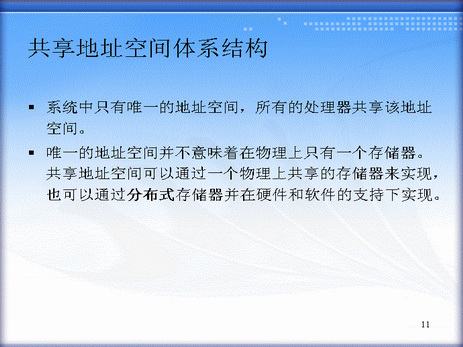 共享地址空间体系结构
▪ 系统中只有唯一的地址空间，所有的处理器共享该地址
空间。
▪ 唯一的地址空间并不意味着在物理上只有一个存储器。
共享地址空间可以通过一个物理上共享的存储器来实现，
也可以通过分布式存储器并在硬件和软件的支持下实现。
11